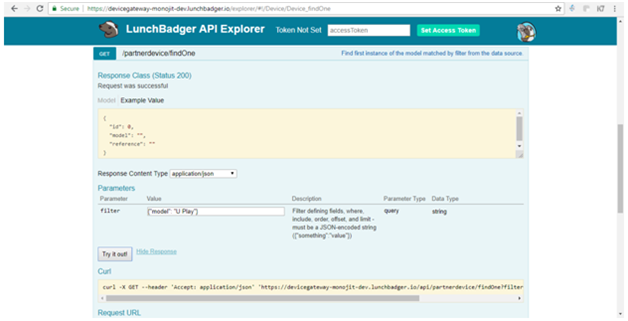 Secure https://devicegateway-monojit-dev.lunchbadger.io/explorer/#!/Device/Device_findOne
LunchBadger API Explorer Token Not Set accessToken Set Access Token
GET /partnerdevice/findOne Find first instance of the model matched by filter from the data source.
Response Class (Status 200)
Request was successful
Model Example Value
{
"id": 0,
"model": "",
"reference": ""
}
Response Content Type application/json
Parameters
Parameter Value Description Parameter Type Data Type
filter {"model": "U Play"} Filter defining fields, where, query string
include, order, offset, and limit -
must be a JSON-encoded string
({"something":"value"})
Try it out! Hide Response
Curl
curl -X GET --header 'Accept: application/json' 'https://devicegateway-monojit-dev.lunchbadger.io/api/partnerdevice/findOne?filter
Request URL